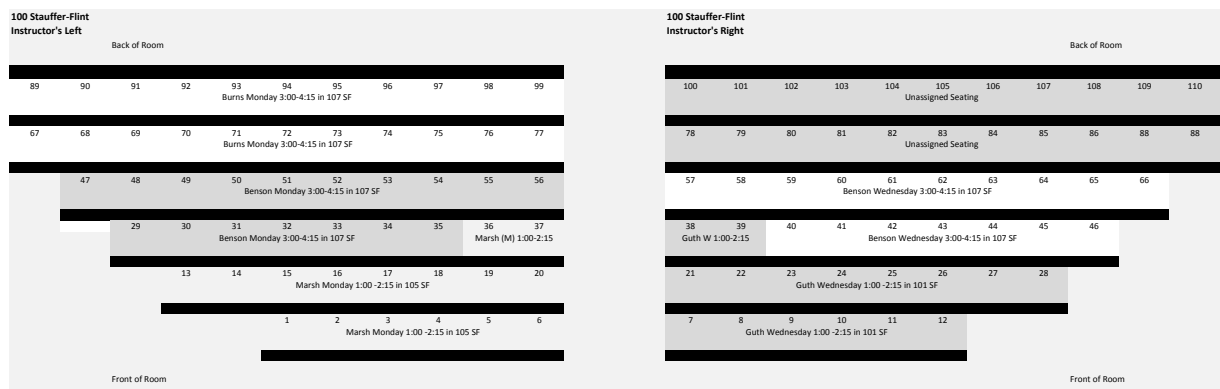 100 Stauffer-Flint
Instructor's Left
Back of Room
89 90 91 92 93 94 95 96 97 98 99
Burns Monday 3:00-4:15 in 107 SF
67 68 69 70 71 72 73 74 75 76 77
Burns Monday 3:00-4:15 in 107 SF
47 48 49 50 51 52 53 54 55 56
Benson Monday 3:00-4:15 in 107 SF
29 30 31 32 33 34 35 36 37
Benson Monday 3:00-4:15 in 107 SF Marsh (M) 1:00-2:15
13 14 15 16 17 18 19 20
Marsh Monday 1:00 -2:15 in 105 SF
1 2 3 4 5 6
Marsh Monday 1:00 -2:15 in 105 SF
Front of Room
100 Stauffer-Flint
Instructor's Right
Back of Room
100 101 102 103 104 105 106 107 108 109 110
Unassigned Seating
78 79 80 81 82 83 84 85 86 88 88
Unassigned Seating
57 58 59 60 61 62 63 64 65 66
Benson Wednesday 3:00-4:15 in 107 SF
38 39 40 41 42 43 44 45 46
Guth W 1:00-2:15 Benson Wednesday 3:00-4:15 in 107 SF
21 22 23 24 25 26 27 28
Guth Wednesday 1:00 -2:15 in 101 SF
7 8 9 10 11 12
Guth Wednesday 1:00 -2:15 in 101 SF
Front of Room